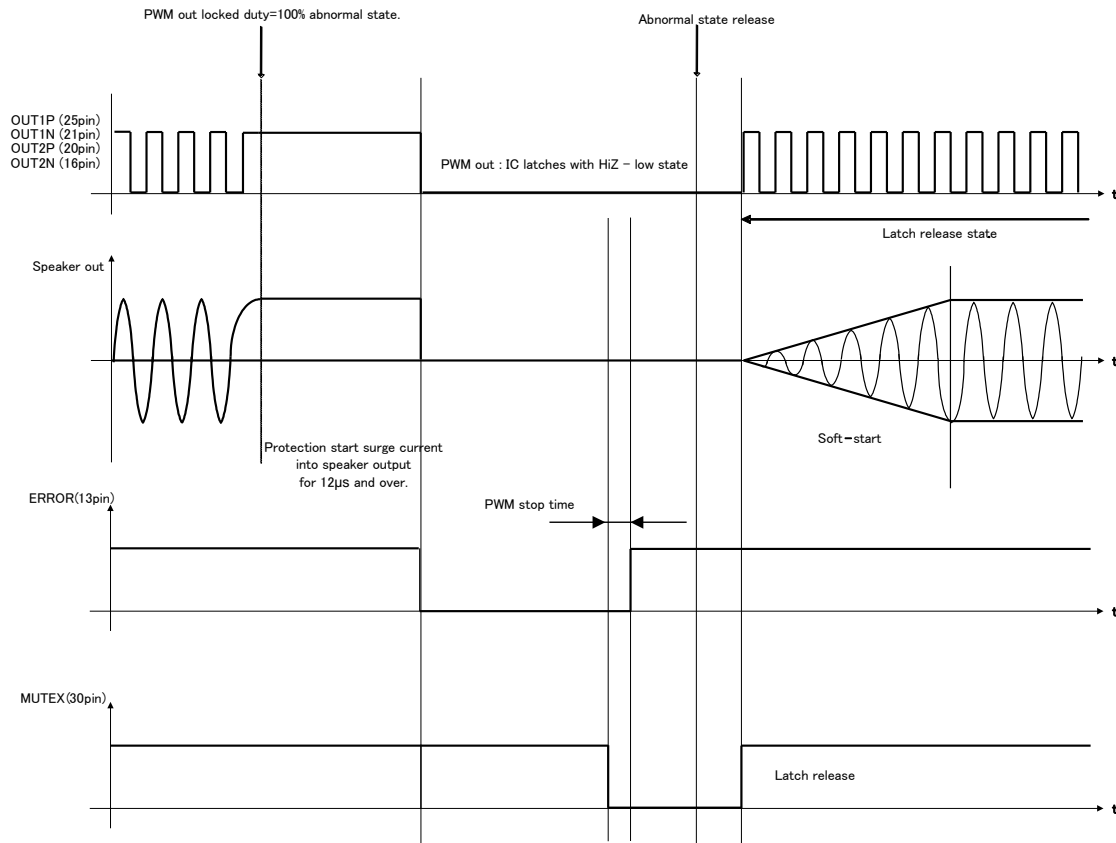 PWM out locked duty=100% abnormal state.
Abnormal state release
OUT1P (25pin)
OUT1N (21pin)
OUT2P (20pin)
OUT2N (16pin)
PWM out : IC latches with HiZ - low state
t
Latch release state
Speaker out
t
Soft-start
Protection start surge current
into speaker output
for 12μs and over.
ERROR(13pin)
PWM stop time
t
MUTEX(30pin)
Latch release
t